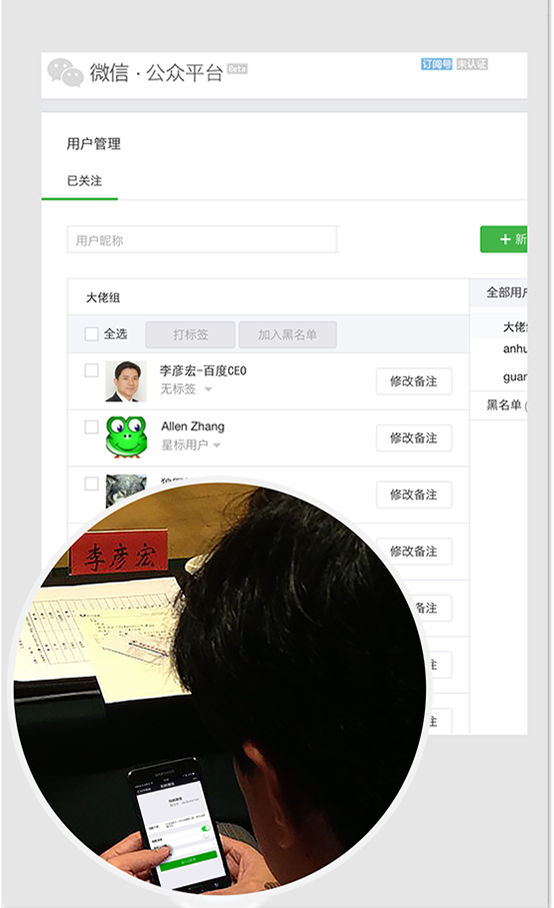 微信·公众平台 Beta
订阅号 未认证
用户管理
已关注
用户昵称
+ 新
大佬组
全部用户
全选 打标签 加入黑名单
大佬
李彦宏-百度CEO
无标签
修改备注
anhu
guan
黑名单 (
Allen Zhang
星标用户
修改备注
修改备注
修改备注
备注
李彦宏